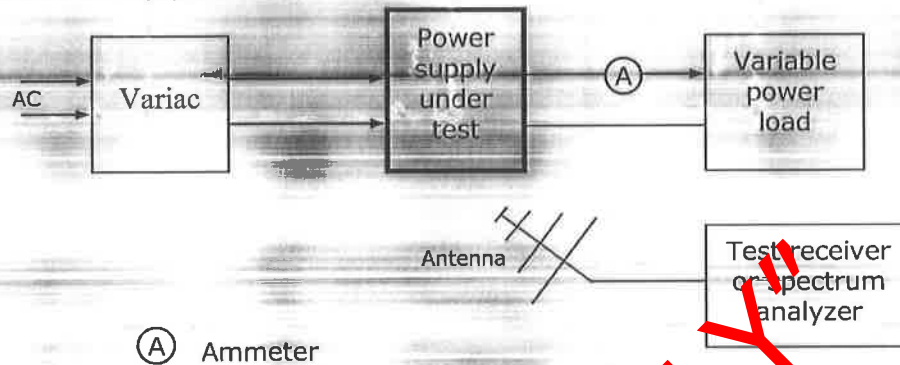 AC
Variac
Power
supply
under
test
A
Variable
power
load
Antenna
Test receiver
or spectrum
analyzer
A Ammeter
Y"